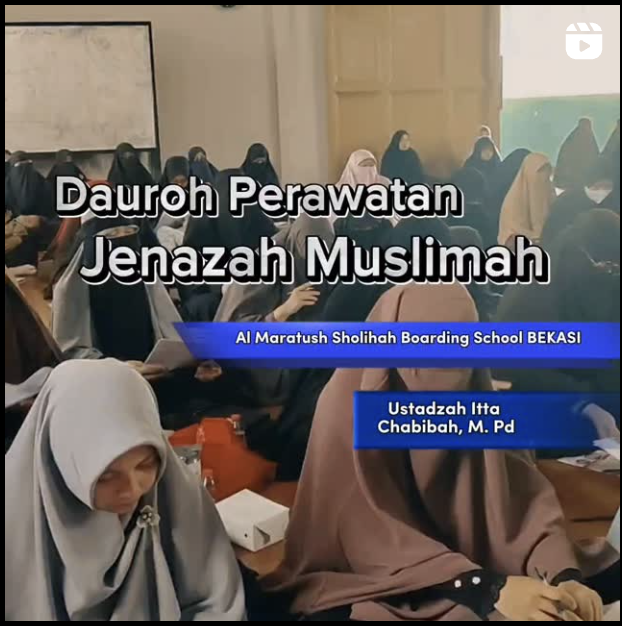 Dauroh Perawatan
Jenazah Muslimah
Al Maratush Sholihah Boarding School BEKASI
Ustadzah Itta
Chabibah, M. Pd